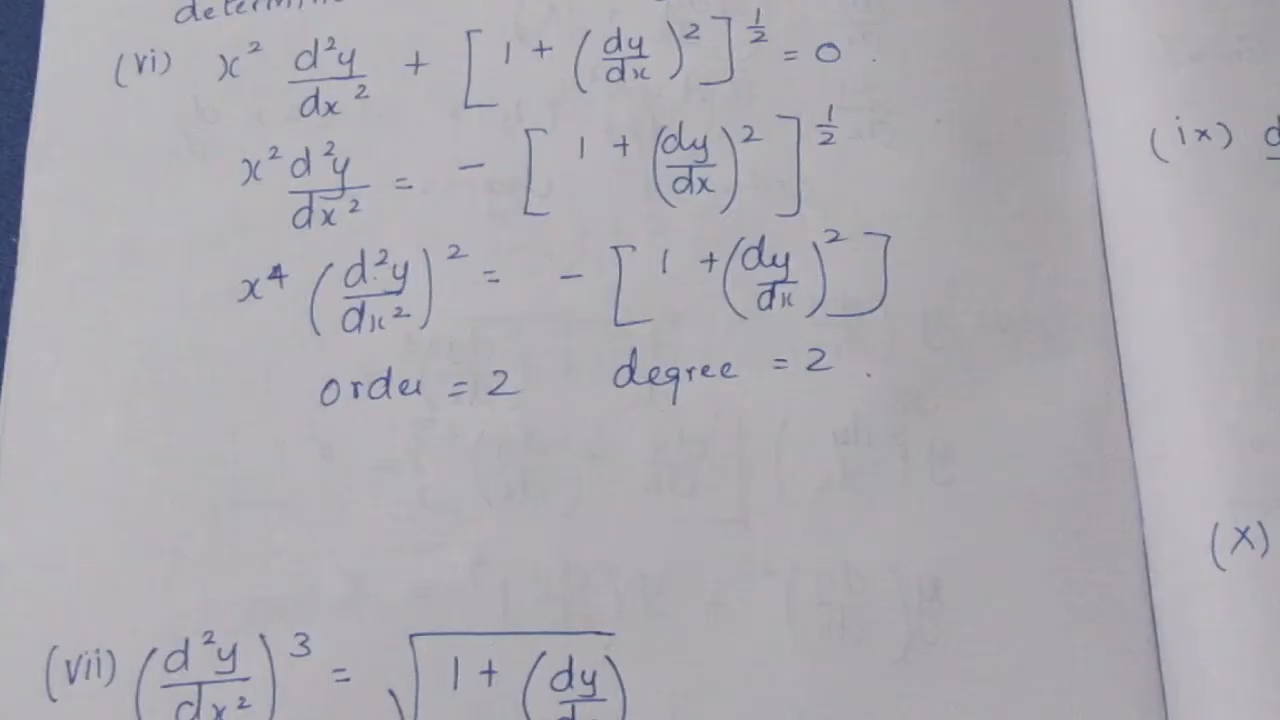 determin
(vi) x² d²y/dx² + [1 + (dy/dx)²]^½ = 0.
x² d²y/dx² = - [1 + (dy/dx)²]^½
x⁴ (d²y/dx²)² = - [1 + (dy/dx)²]
order = 2 degree = 2.
(vii) (d²y/dx²)³ = √1 + (dy/d
(ix) d
(x)